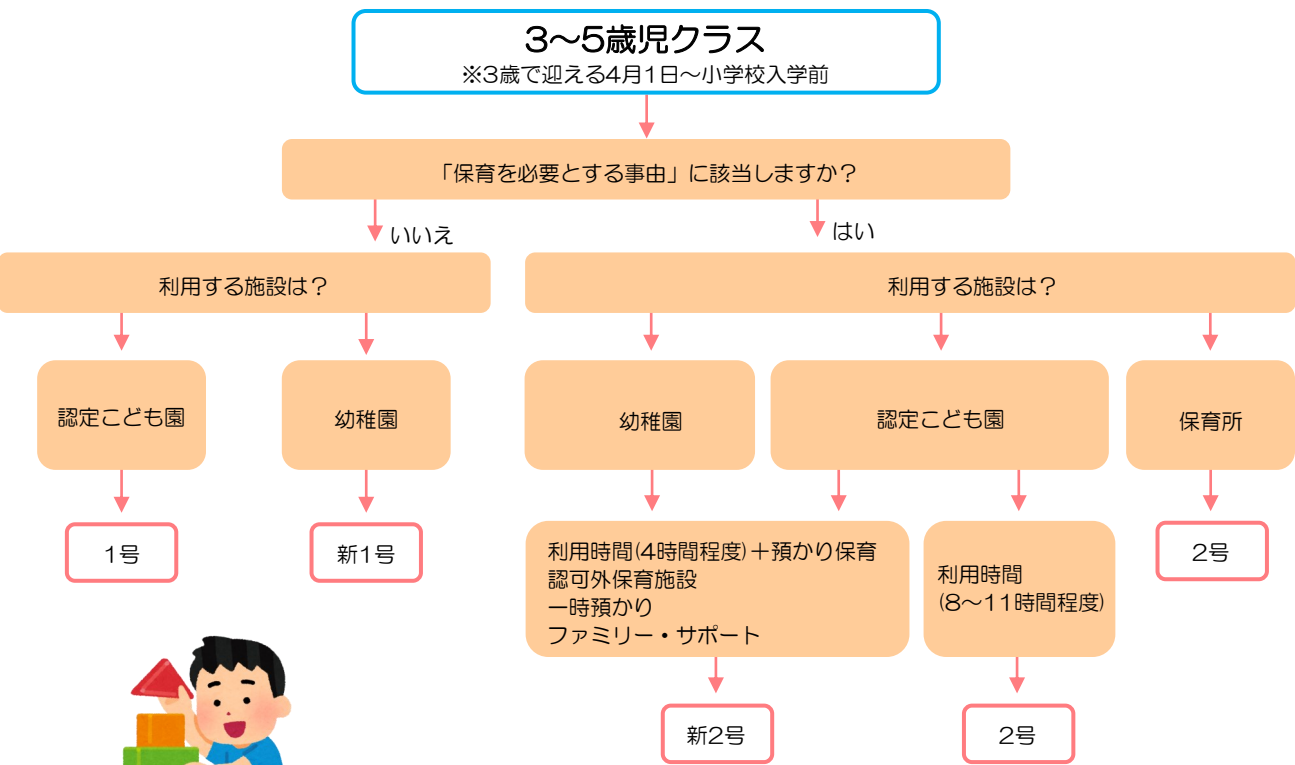 3～5歳児クラス
※3歳で迎える4月1日～小学校入学前
「保育を必要とする事由」に該当しますか？
いいえ
はい
利用する施設は？
利用する施設は？
認定こども園
幼稚園
幼稚園
認定こども園
保育所
1号
新1号
利用時間(4時間程度)＋預かり保育
認可外保育施設
一時預かり
ファミリー・サポート
利用時間
(8～11時間程度)
2号
新2号
2号